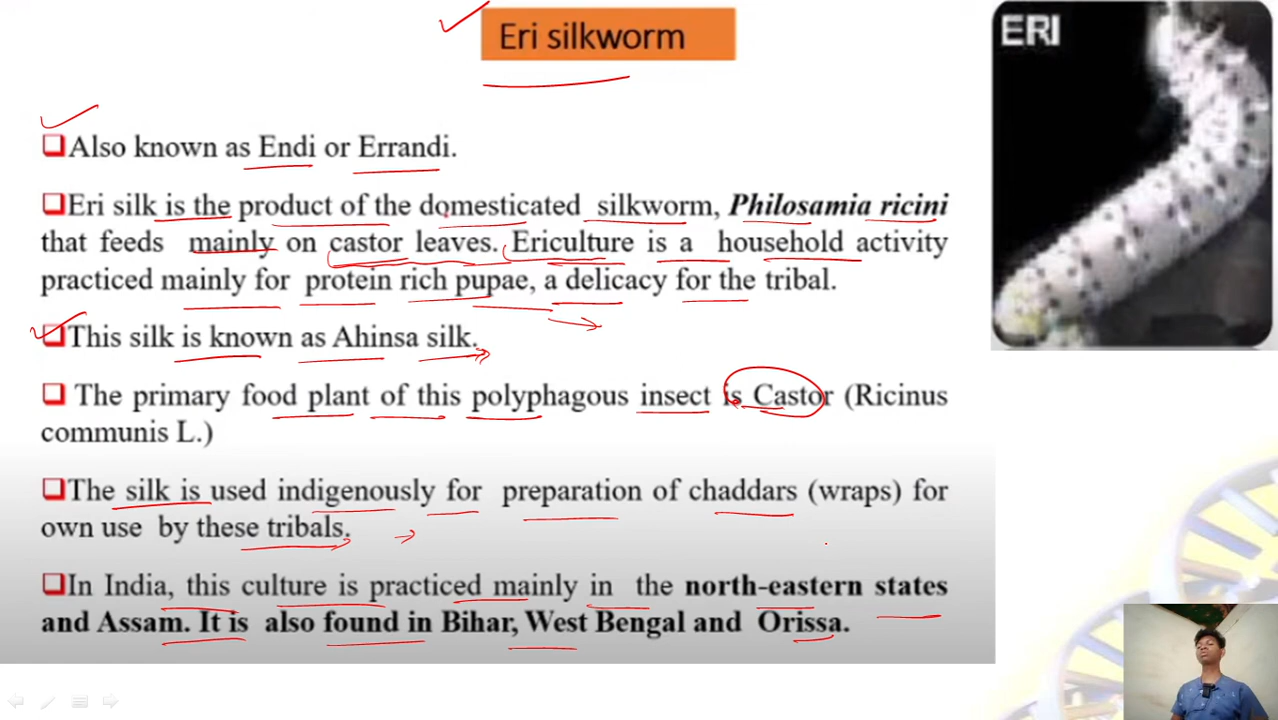 Eri silkworm
ERI
Also known as Endi or Errandi.
Eri silk is the product of the domesticated silkworm, Philosamia ricini
that feeds mainly on castor leaves. Ericulture is a household activity
practiced mainly for protein rich pupae, a delicacy for the tribal.
This silk is known as Ahinsa silk.
The primary food plant of this polyphagous insect is Castor (Ricinus
communis L.)
The silk is used indigenously for preparation of chaddars (wraps) for
own use by these tribals.
In India, this culture is practiced mainly in the north-eastern states
and Assam. It is also found in Bihar, West Bengal and Orissa.